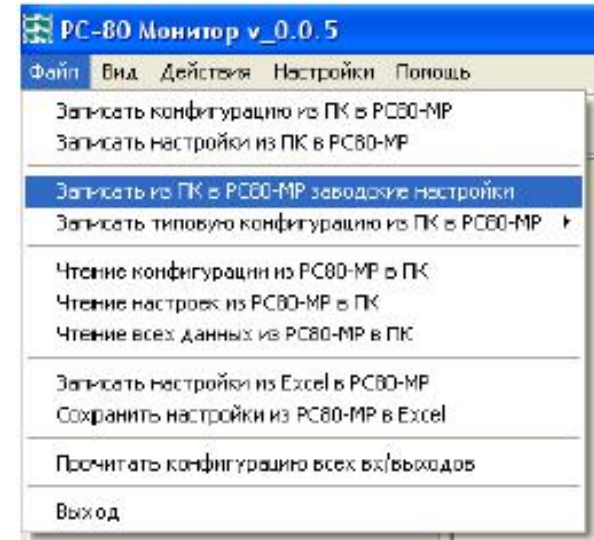 РС-80 Монитор v_0.0.5
Файл Вид Действия Настройки Помощь
Записать конфигурацию из ПК в РС80-МР
Записать настройки из ПК в РС80-МР
Записать из ПК в РС80-МР заводские настройки
Записать типовую конфигурацию из ПК в РС80-МР
Чтение конфигурации из РС80-МР в ПК
Чтение настроек из РС80-МР в ПК
Чтение всех данных из РС80-МР в ПК
Записать настройки из Excel в РС80-МР
Сохранить настройки из РС80-МР в Excel
Прочитать конфигурацию всех вх/выходов
Выход